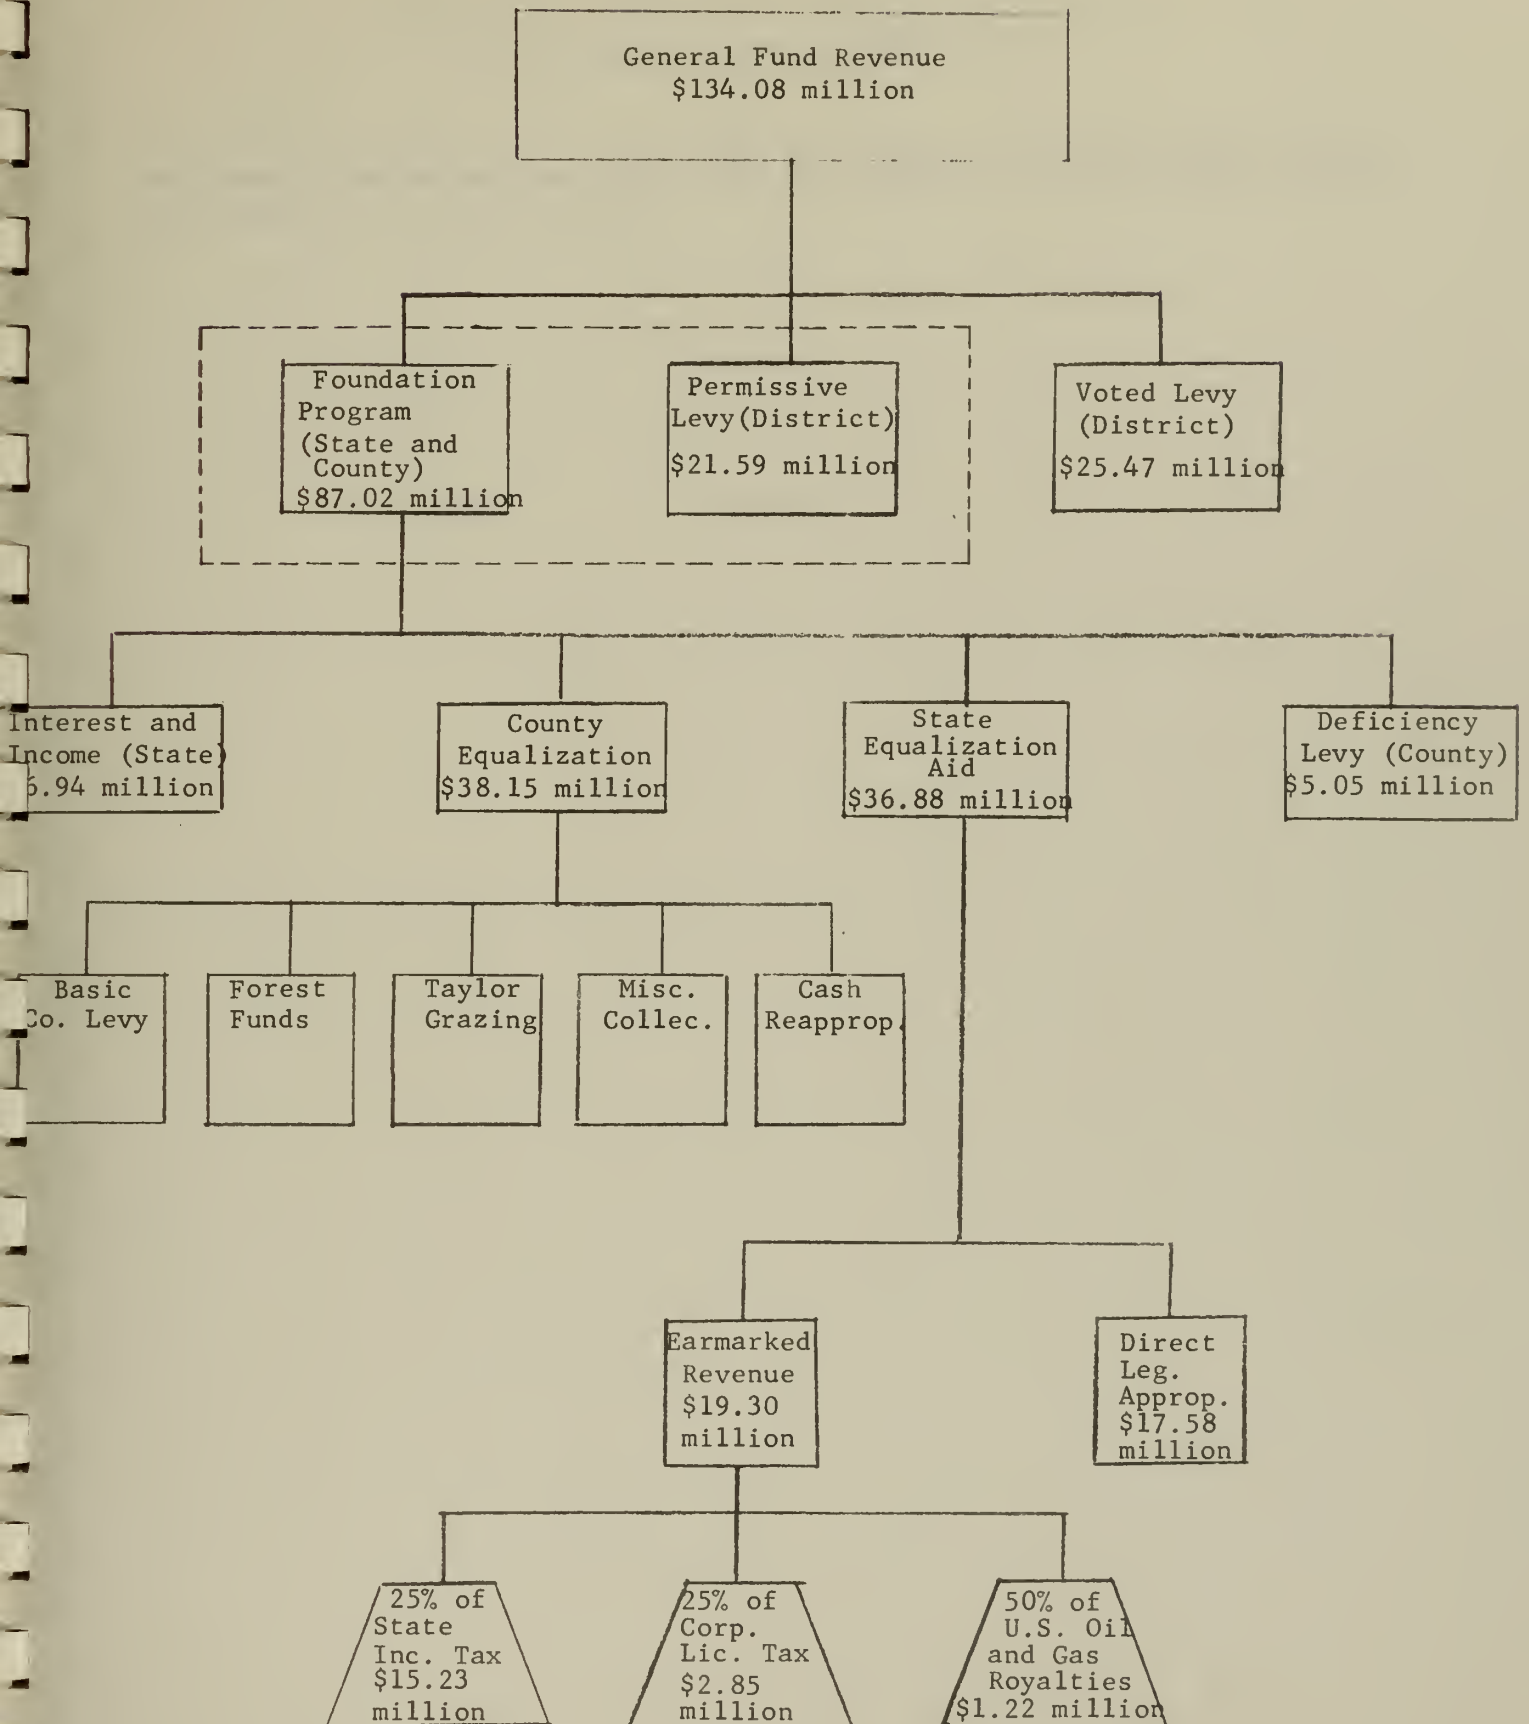 General Fund Revenue
$134.08 million
Foundation
Program
(State and
County)
$87.02 million
Permissive
Levy(District)
$21.59 million
Voted Levy
(District)
$25.47 million
Interest and
Income (State)
6.94 million
County
Equalization
$38.15 million
State
Equalization
Aid
$36.88 million
Deficiency
Levy (County)
$5.05 million
Basic
Co. Levy
Forest
Funds
Taylor
Grazing
Misc.
Collec.
Cash
Reapprop.
Earmarked
Revenue
$19.30
million
Direct
Leg.
Approp.
$17.58
million
25% of
State
Inc. Tax
$15.23
million
25% of
Corp.
Lic. Tax
$2.85
million
50% of
U.S. Oil
and Gas
Royalties
$1.22 million